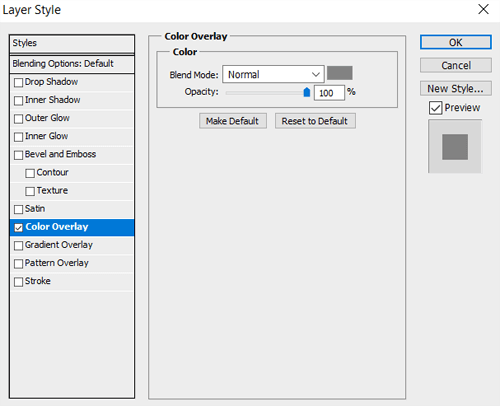 Layer Style
Styles
Blending Options: Default
Drop Shadow
Inner Shadow
Outer Glow
Inner Glow
Bevel and Emboss
Contour
Texture
Satin
Color Overlay
Gradient Overlay
Pattern Overlay
Stroke
Color Overlay
Color
Blend Mode: Normal
Opacity: 100 %
Make Default Reset to Default
OK
Cancel
New Style...
Preview